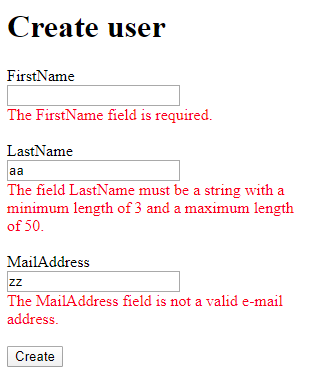 Create user
FirstName
The FirstName field is required.
LastName
aa
The field LastName must be a string with a
minimum length of 3 and a maximum length
of 50.
MailAddress
zz
The MailAddress field is not a valid e-mail
address.
Create